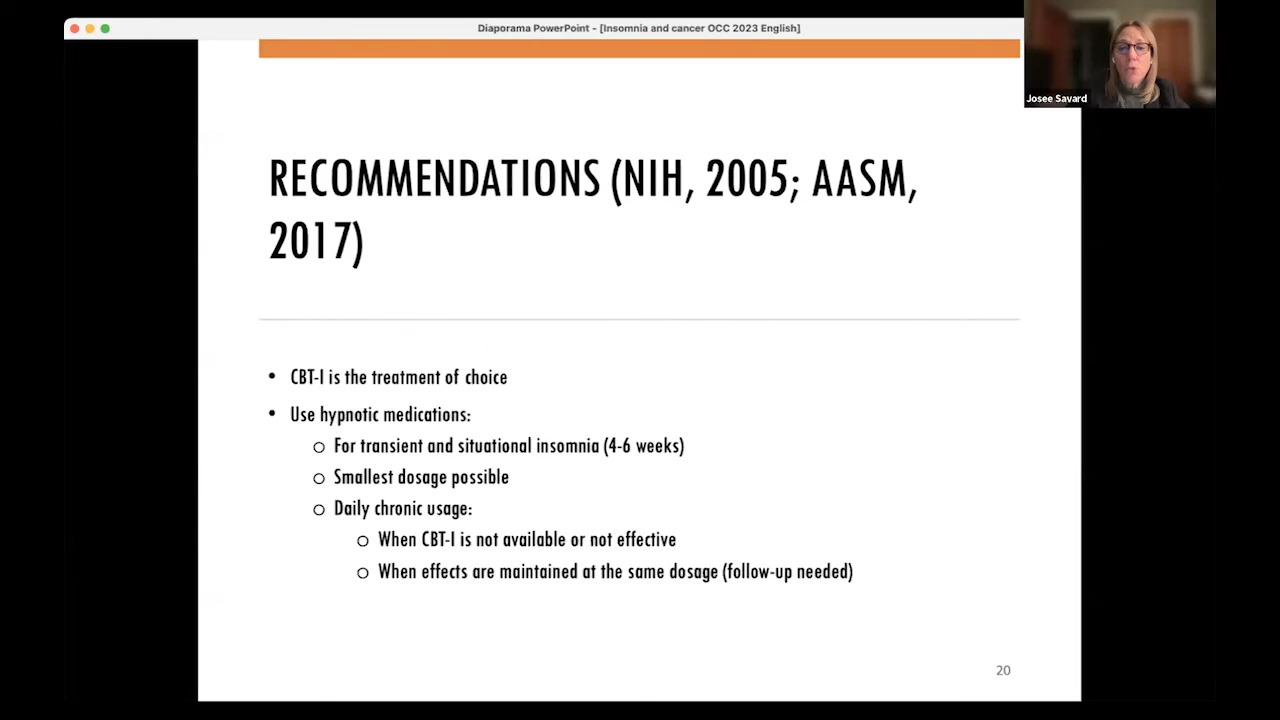 Diaporama PowerPoint - [Insomnia and cancer OCC 2023 English]
Josee Savard
RECOMMENDATIONS (NIH, 2005; AASM,
2017)
• CBT-I is the treatment of choice
• Use hypnotic medications:
o For transient and situational insomnia (4-6 weeks)
o Smallest dosage possible
o Daily chronic usage:
o When CBT-I is not available or not effective
o When effects are maintained at the same dosage (follow-up needed)
20